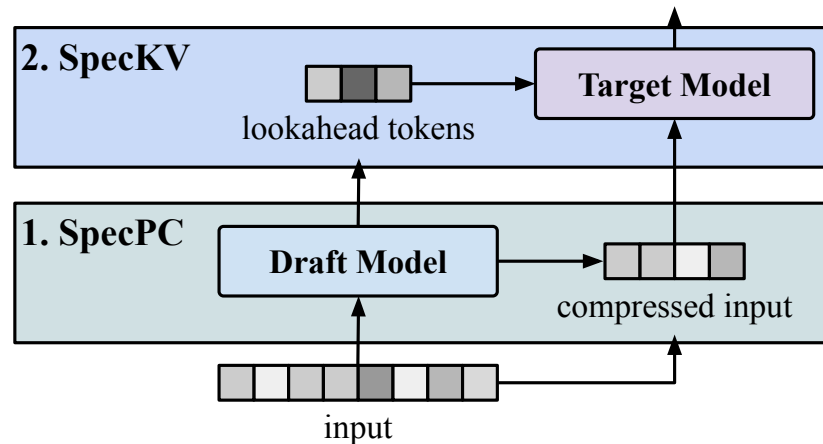 2. SpecKV
Target Model
lookahead tokens
1. SpecPC
Draft Model
compressed input
input